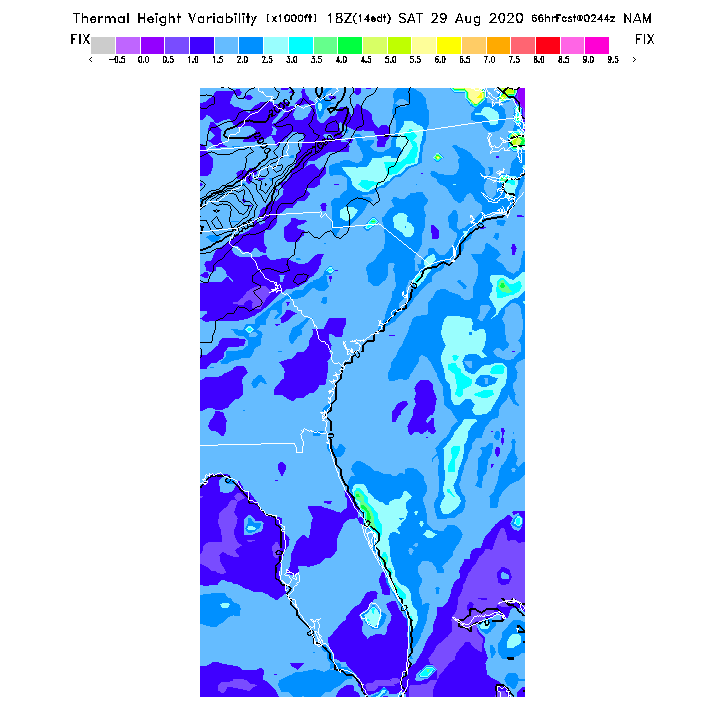 Thermal Height Variability [x1000ft] 18Z(14edt) SAT 29 Aug 2020 66hrFcst@0244z NAM
FIX FIX
< -0.5 0.0 0.5 1.0 1.5 2.0 2.5 3.0 3.5 4.0 4.5 5.0 5.5 6.0 6.5 7.0 7.5 8.0 8.5 9.0 9.5 >